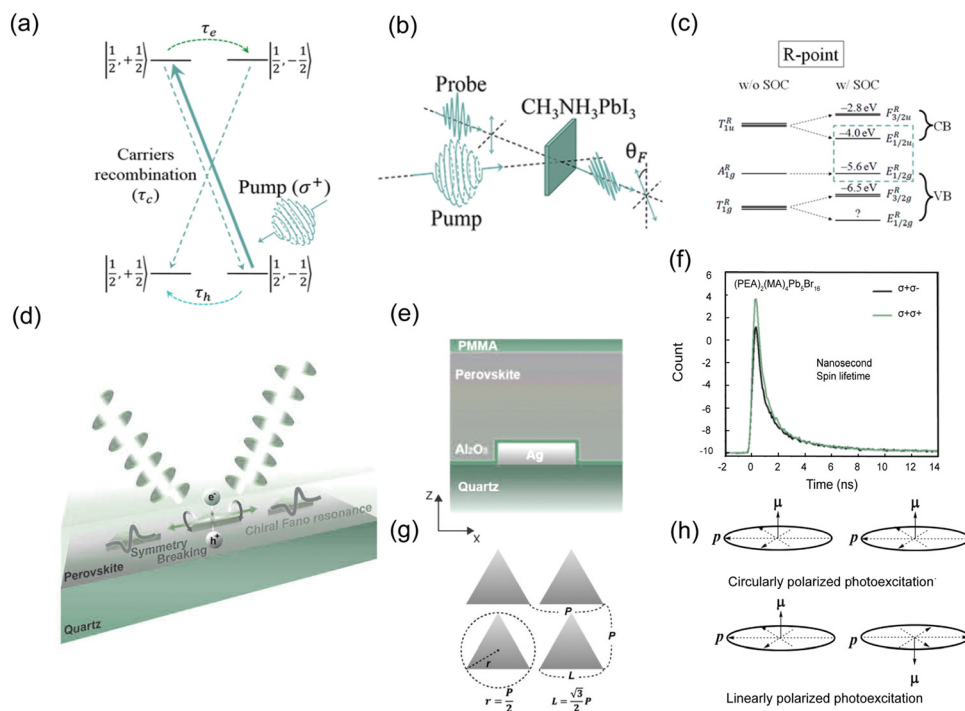 (a)
τₑ
|1/2,+1/2⟩
|1/2,-1/2⟩
Carriers
recombination
(τ_c)
Pump (σ⁺)
|1/2,+1/2⟩
|1/2,-1/2⟩
τ_h
(b)
Probe
CH₃NH₃PbI₃
θ_F
Pump
(c)
R-point
w/o SOC
w/ SOC
−2.8 eV
F^R_3/2u
T^R_1u
CB
−4.0 eV
E^R_1/2u
A^R_1g
−5.6 eV
E^R_1/2g
−6.5 eV
F^R_3/2g
VB
T^R_1g
?
E^R_1/2g
(d)
e-
h+
Symmetry
Breaking
Chiral Fano resonance
Perovskite
Quartz
(e)
PMMA
Perovskite
Al₂O₃
Ag
Quartz
Z
X
(f)
(PEA)₂(MA)₄Pb₅Br₁₆
σ+σ-
σ+σ+
Nanosecond
Spin lifetime
Count
6
4
2
0
-2
-4
-6
-8
-10
-2 0 2 4 6 8 10 12 14
Time (ns)
(g)
P
P
r
L
r = P/2
L = √3/2 P
(h)
μ
μ
p
p
Circularly polarized photoexcitation
μ
p
p
μ
Linearly polarized photoexcitation